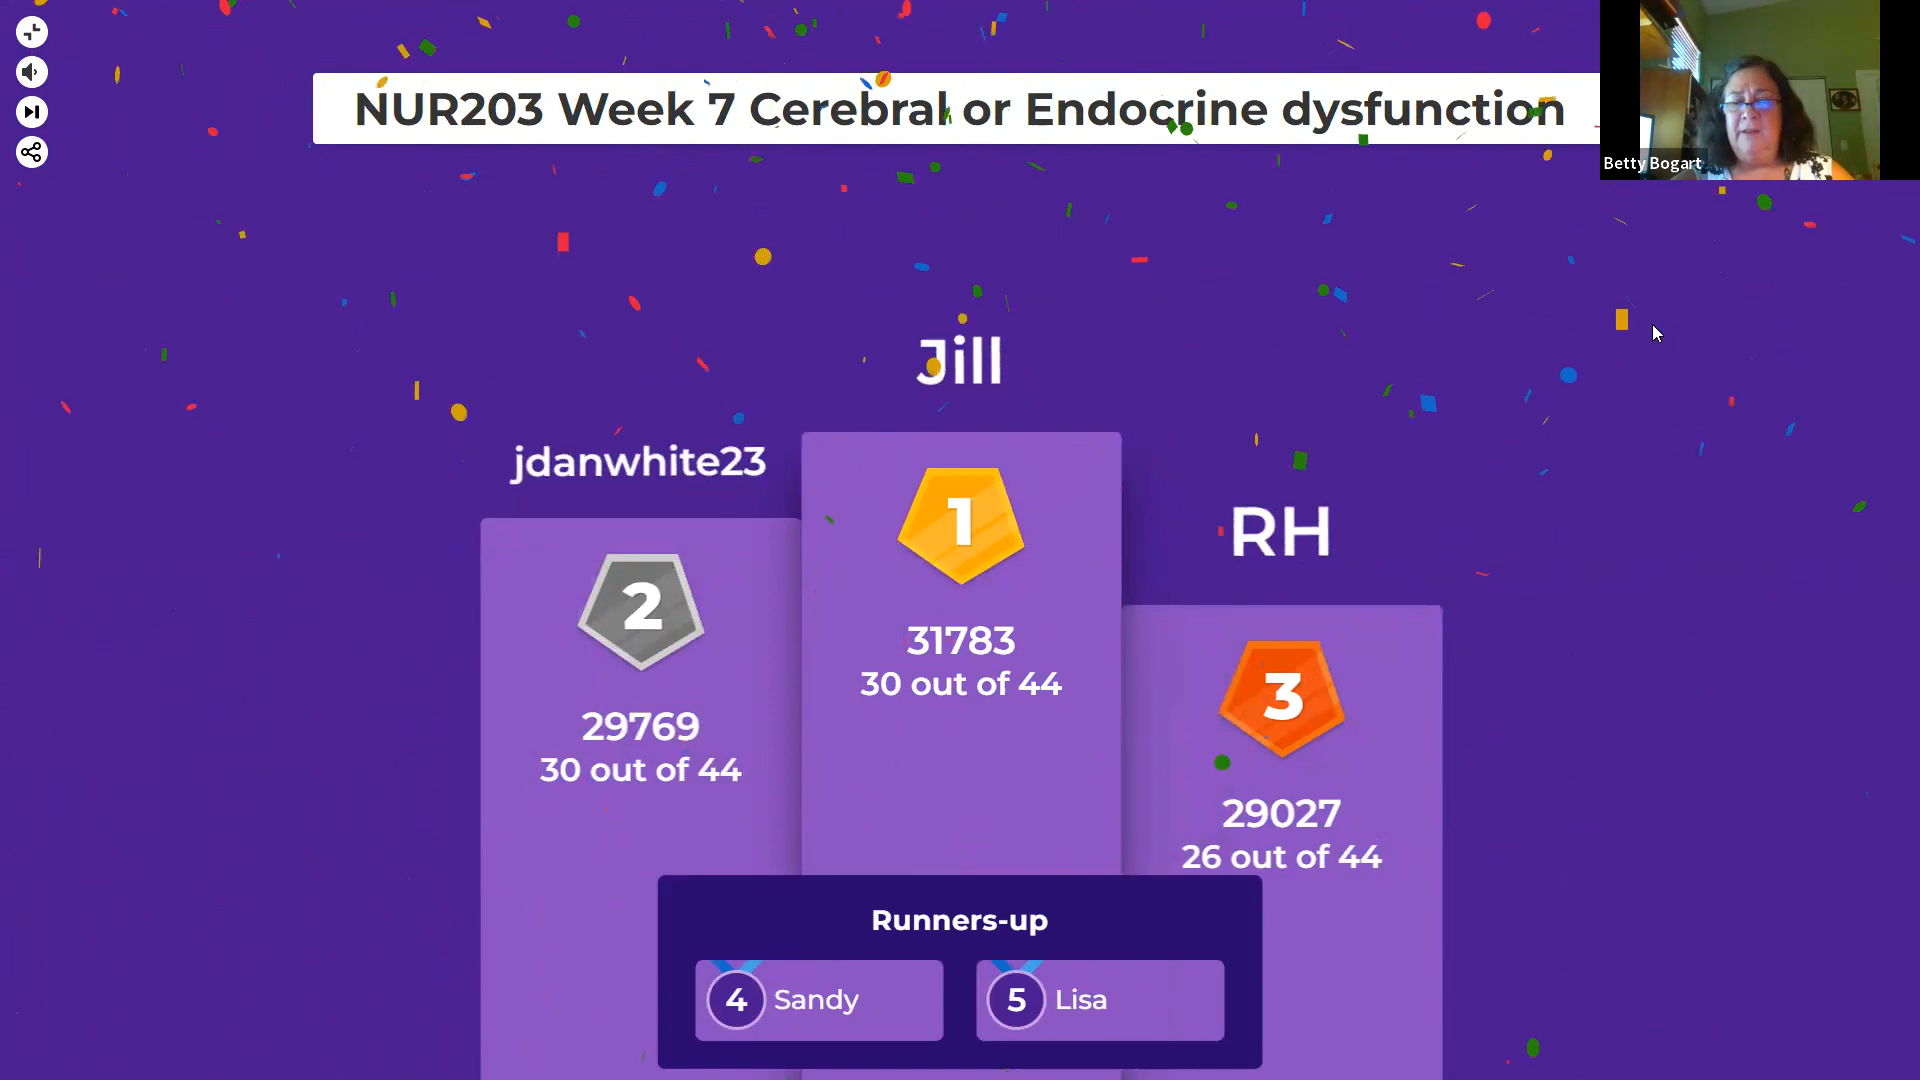 NUR203 Week 7 Cerebral or Endocrine dysfunction
Betty Bogart
Jill
jdanwhite23
RH
1
31783
30 out of 44
2
29769
30 out of 44
3
29027
26 out of 44
Runners-up
4 Sandy
5 Lisa